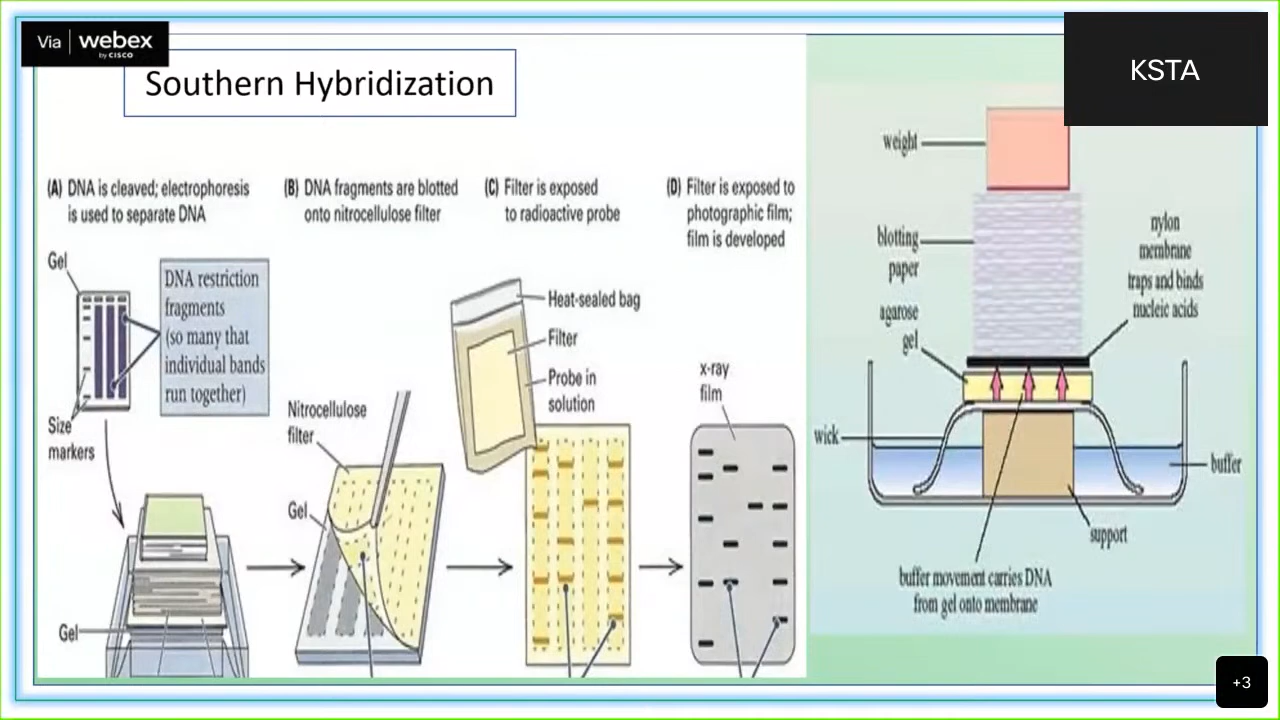 Via webex
by CISCO
KSTA
Southern Hybridization
(A) DNA is cleaved; electrophoresis
is used to separate DNA
(B) DNA fragments are blotted
onto nitrocellulose filter
(C) Filter is exposed
to radioactive probe
(D) Filter is exposed to
photographic film;
film is developed
Gel
DNA restriction
fragments
(so many that
individual bands
run together)
Size
markers
Gel
Nitrocellulose
filter
Gel
Heat-sealed bag
Filter
Probe in
solution
x-ray
film
weight
blotting
paper
agarose
gel
nylon
membrane
traps and binds
nucleic acids
wick
buffer
support
buffer movement carries DNA
from gel onto membrane
+3